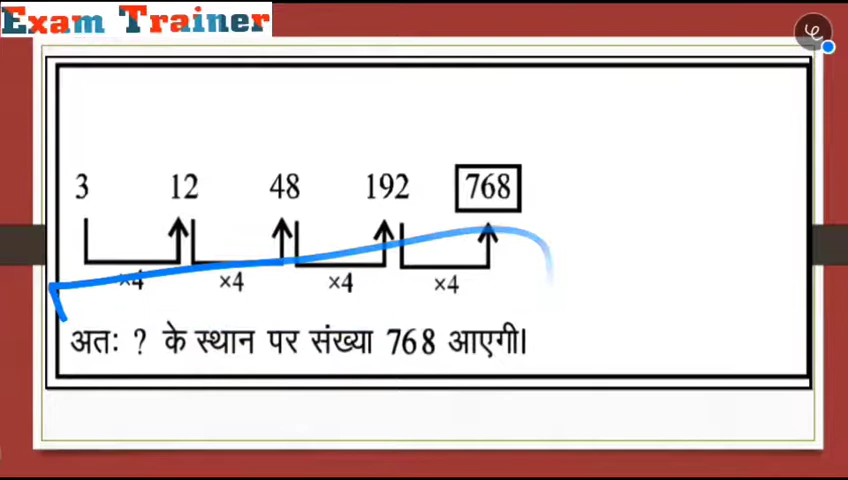 Exam Trainer
3 12 48 192 768
×4 ×4 ×4 ×4
अतः ? के स्थान पर संख्या 768 आएगी।